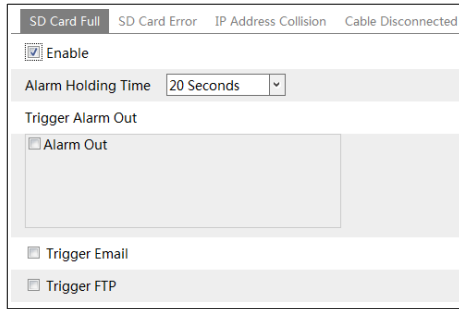 SD Card Full SD Card Error IP Address Collision Cable Disconnected
Enable
Alarm Holding Time 20 Seconds
Trigger Alarm Out
Alarm Out
Trigger Email
Trigger FTP